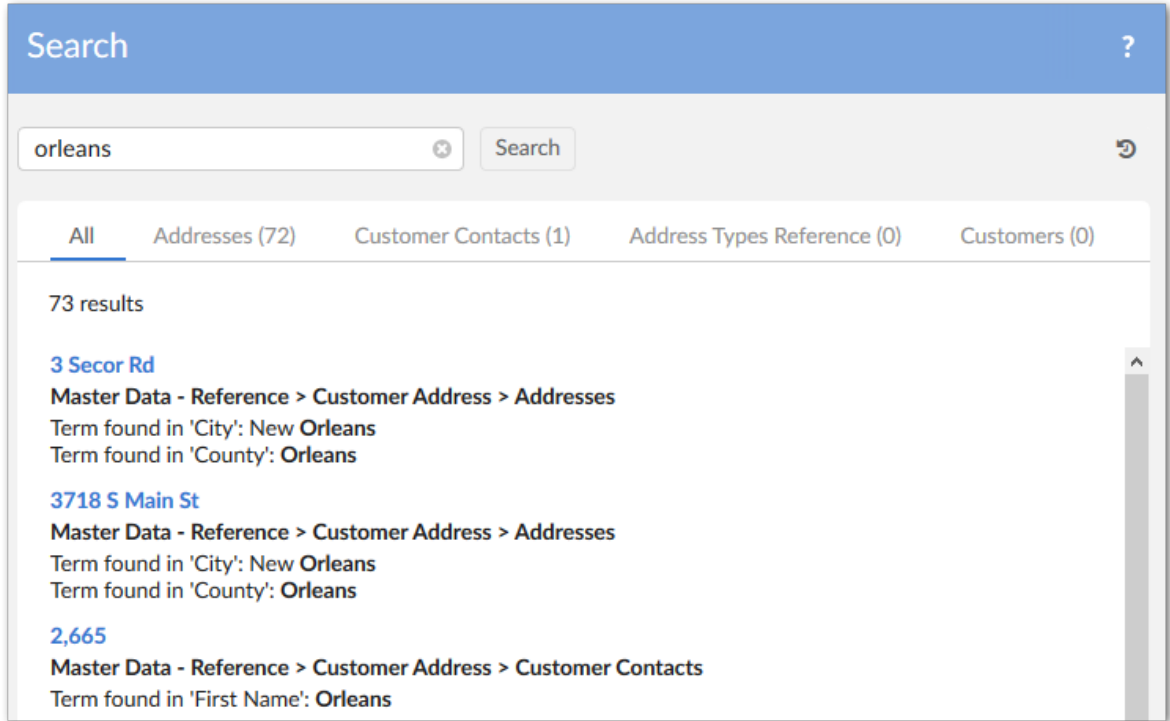 Search
?
orleans
Search
All Addresses (72) Customer Contacts (1) Address Types Reference (0) Customers (0)
73 results
3 Secor Rd
Master Data - Reference > Customer Address > Addresses
Term found in 'City': New Orleans
Term found in 'County': Orleans
3718 S Main St
Master Data - Reference > Customer Address > Addresses
Term found in 'City': New Orleans
Term found in 'County': Orleans
2,665
Master Data - Reference > Customer Address > Customer Contacts
Term found in 'First Name': Orleans